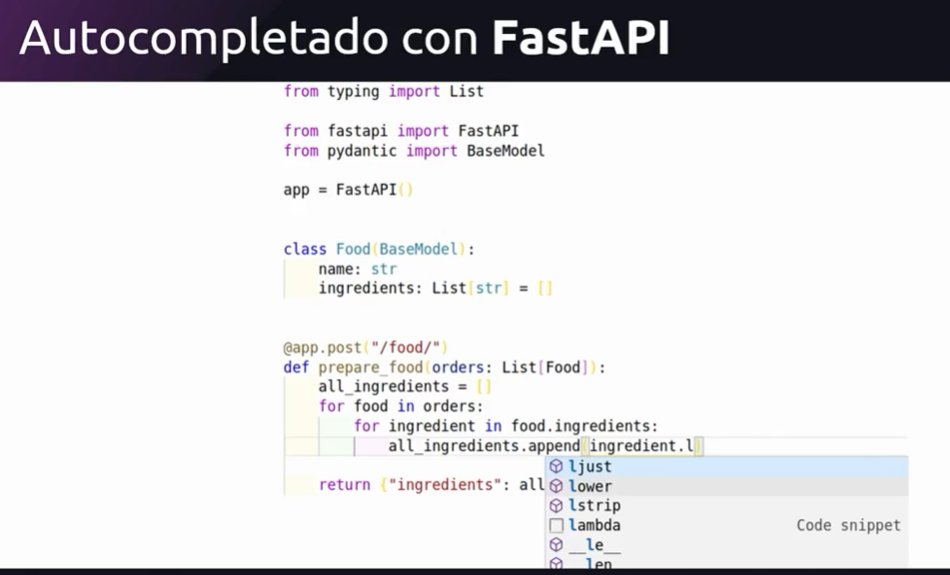 Autocompletado con FastAPI
from typing import List
from fastapi import FastAPI
from pydantic import BaseModel
app = FastAPI()
class Food(BaseModel):
name: str
ingredients: List[str] = []
@app.post("/food/")
def prepare_food(orders: List[Food]):
all_ingredients = []
for food in orders:
for ingredient in food.ingredients:
all_ingredients.append(ingredient.l)
ljust
return {"ingredients": all
lower
lstrip
lambda Code snippet
__le__
__len